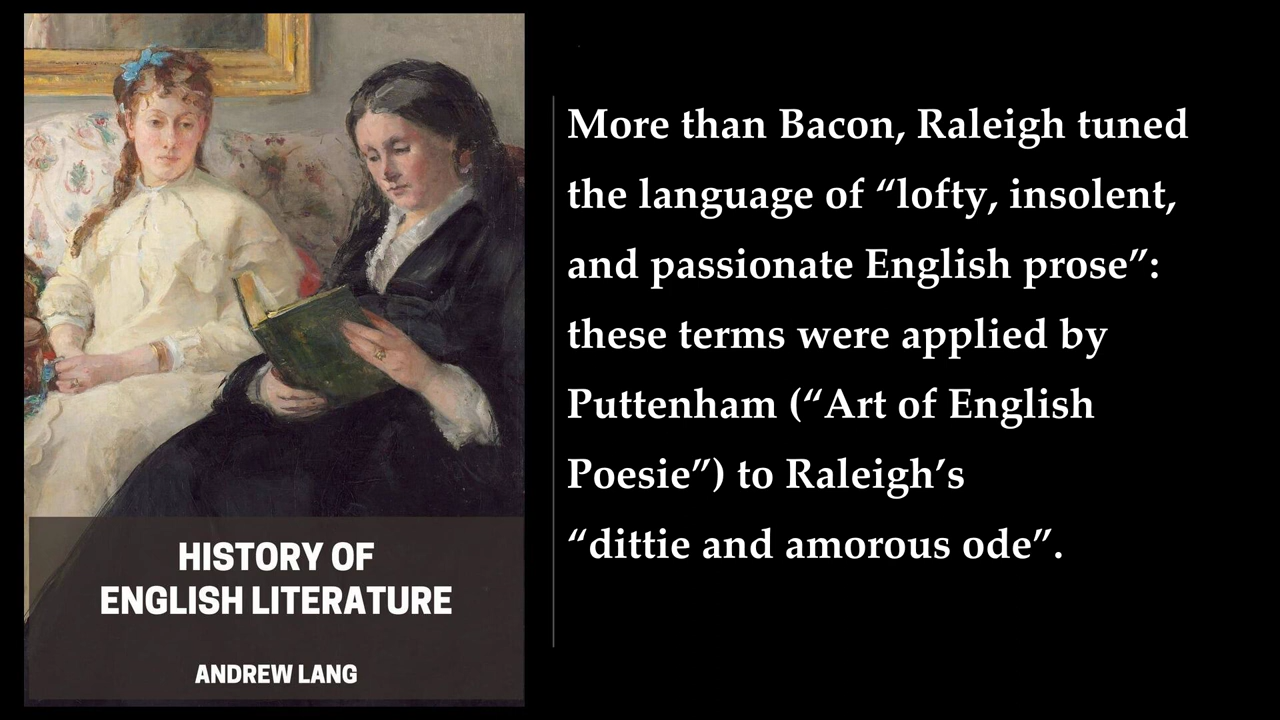 HISTORY OF
ENGLISH LITERATURE
ANDREW LANG
More than Bacon, Raleigh tuned
the language of “lofty, insolent,
and passionate English prose”:
these terms were applied by
Puttenham (“Art of English
Poesie”) to Raleigh’s
“dittie and amorous ode”.